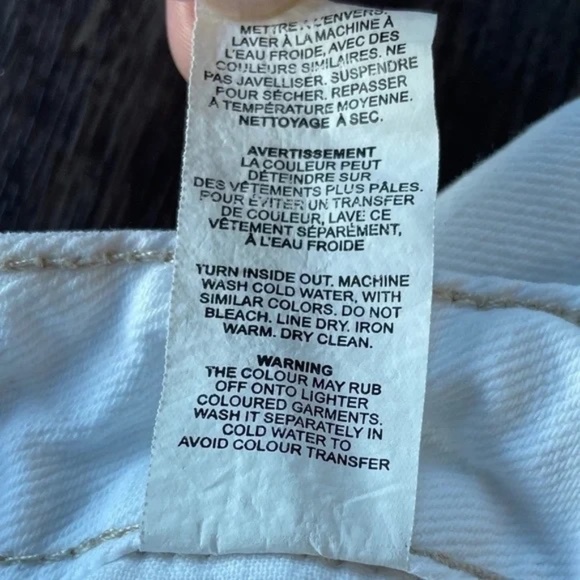 METTRE À L'ENVERS.
LAVER À LA MACHINE À
L'EAU FROIDE, AVEC DES
COULEURS SIMILAIRES. NE
PAS JAVELLISER. SUSPENDRE
POUR SÉCHER. REPASSER
À TEMPÉRATURE MOYENNE.
NETTOYAGE À SEC.
AVERTISSEMENT
LA COULEUR PEUT
DÉTEINDRE SUR
DES VÊTEMENTS PLUS PÂLES.
POUR ÉVITER UN TRANSFER
DE COULEUR, LAVE CE
VÊTEMENT SÉPARÉMENT,
À L'EAU FROIDE
TURN INSIDE OUT. MACHINE
WASH COLD WATER, WITH
SIMILAR COLORS. DO NOT
BLEACH. LINE DRY. IRON
WARM. DRY CLEAN.
WARNING
THE COLOUR MAY RUB
OFF ONTO LIGHTER
COLOURED GARMENTS.
WASH IT SEPARATELY IN
COLD WATER TO
AVOID COLOUR TRANSFER